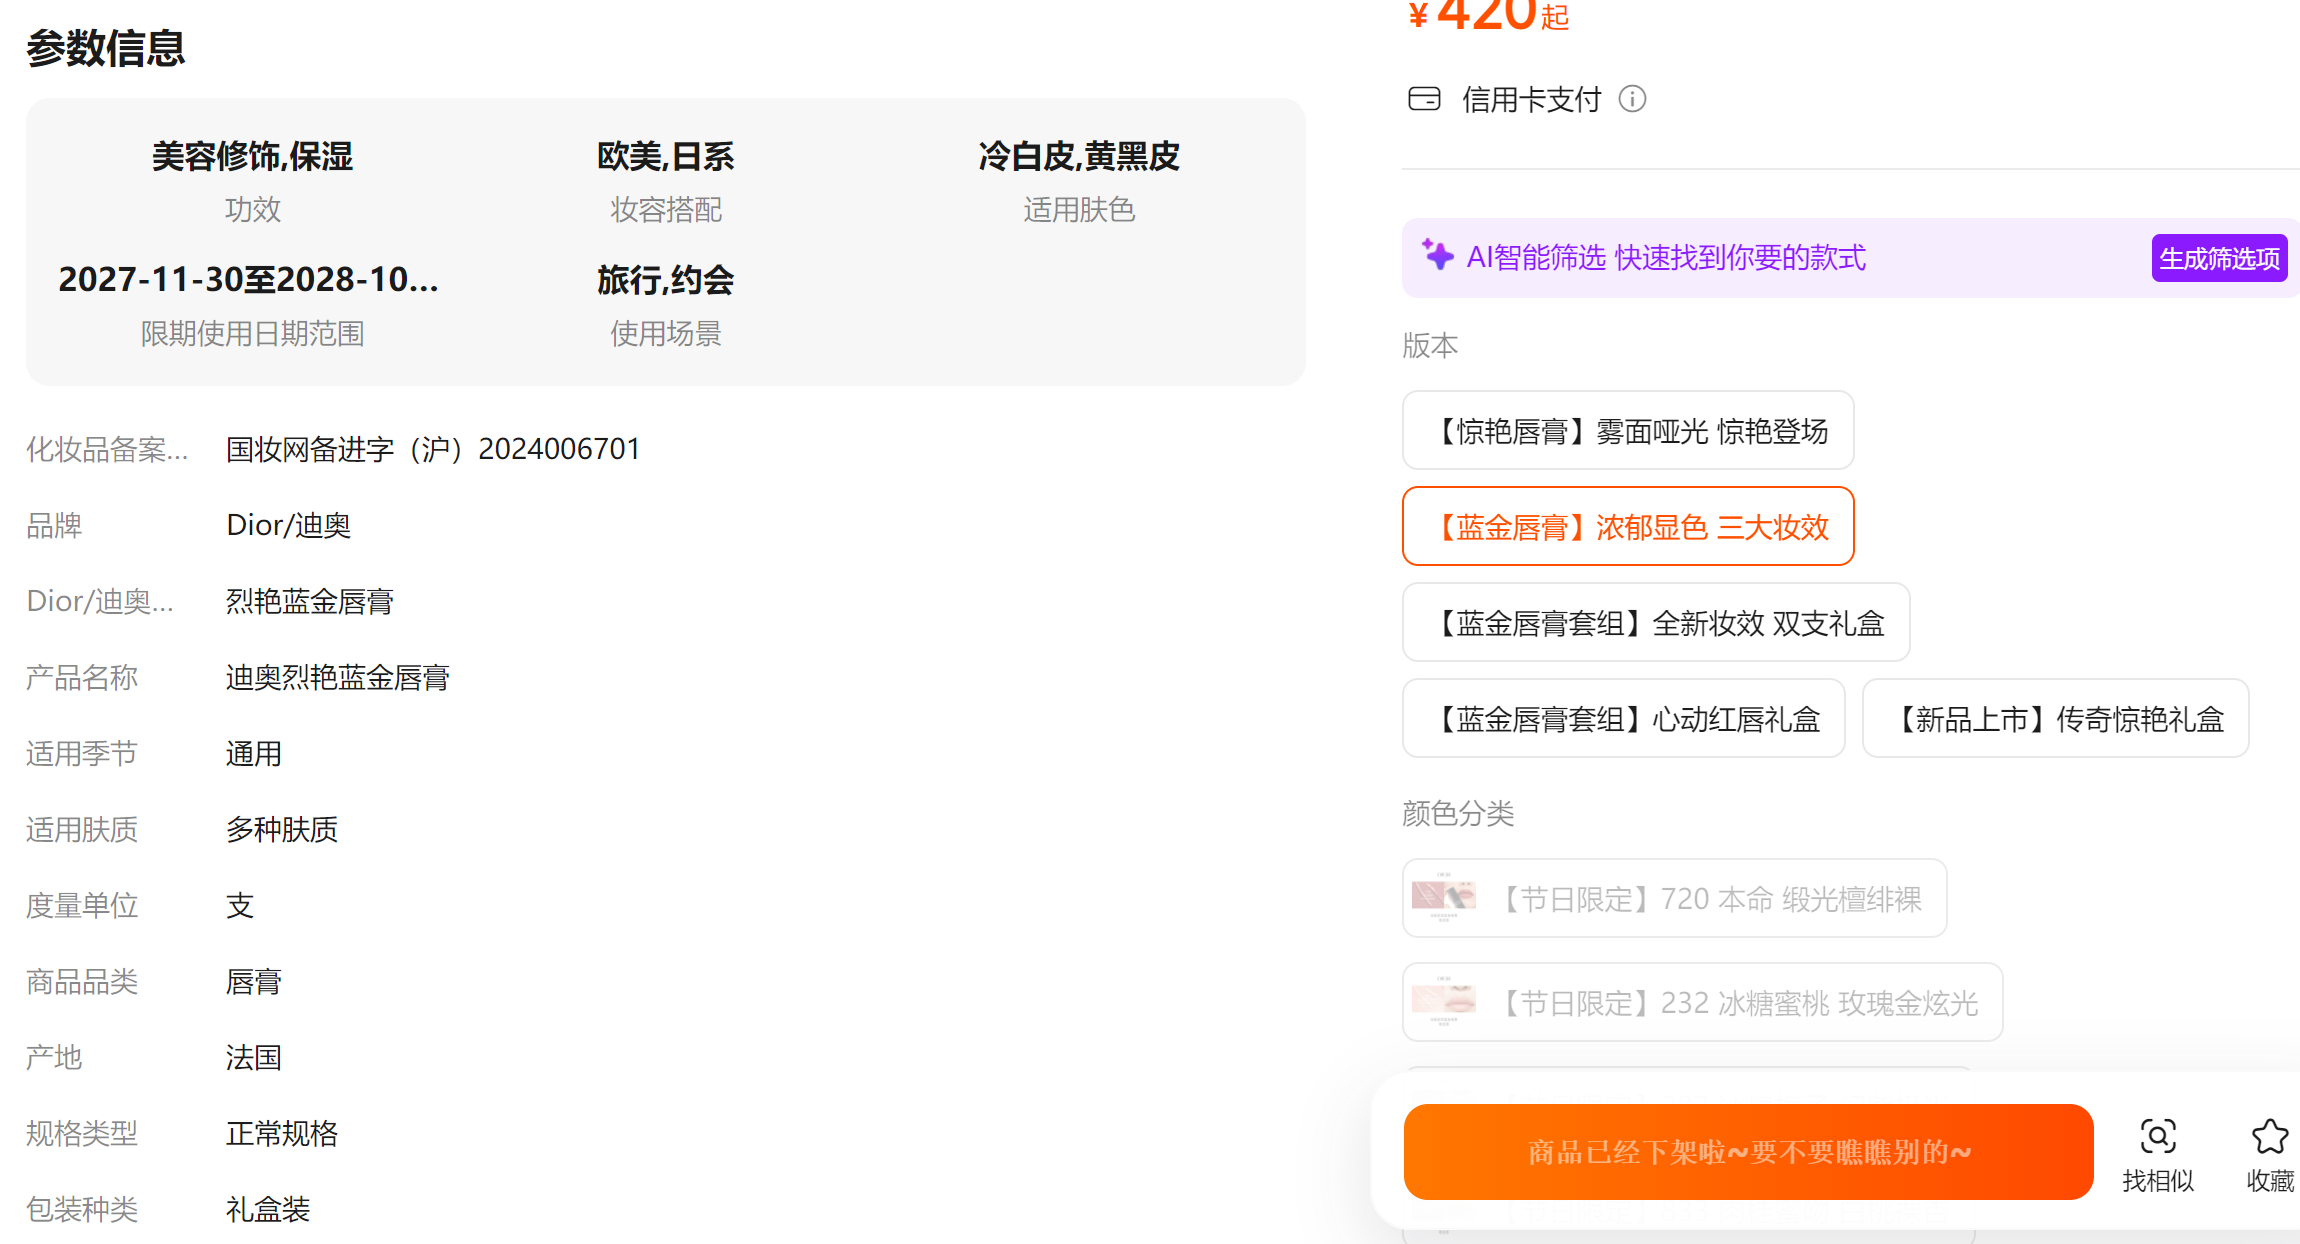 参数信息
美容修饰,保湿
功效
欧美,日系
妆容搭配
冷白皮,黄黑皮
适用肤色
2027-11-30至2028-10...
限期使用日期范围
旅行,约会
使用场景
化妆品备案... 国妆网备进字（沪）2024006701
品牌 Dior/迪奥
Dior/迪奥... 烈艳蓝金唇膏
产品名称 迪奥烈艳蓝金唇膏
适用季节 通用
适用肤质 多种肤质
度量单位 支
商品品类 唇膏
产地 法国
规格类型 正常规格
包装种类 礼盒装
¥420起
信用卡支付
AI智能筛选 快速找到你要的款式
生成筛选项
版本
【惊艳唇膏】雾面哑光 惊艳登场
【蓝金唇膏】浓郁显色 三大妆效
【蓝金唇膏套组】全新妆效 双支礼盒
【蓝金唇膏套组】心动红唇礼盒
【新品上市】传奇惊艳礼盒
颜色分类
【节日限定】720 本命 缎光檀绯裸
【节日限定】232 冰糖蜜桃 玫瑰金炫光
商品已经下架啦~要不要瞧瞧别的~
找相似
收藏